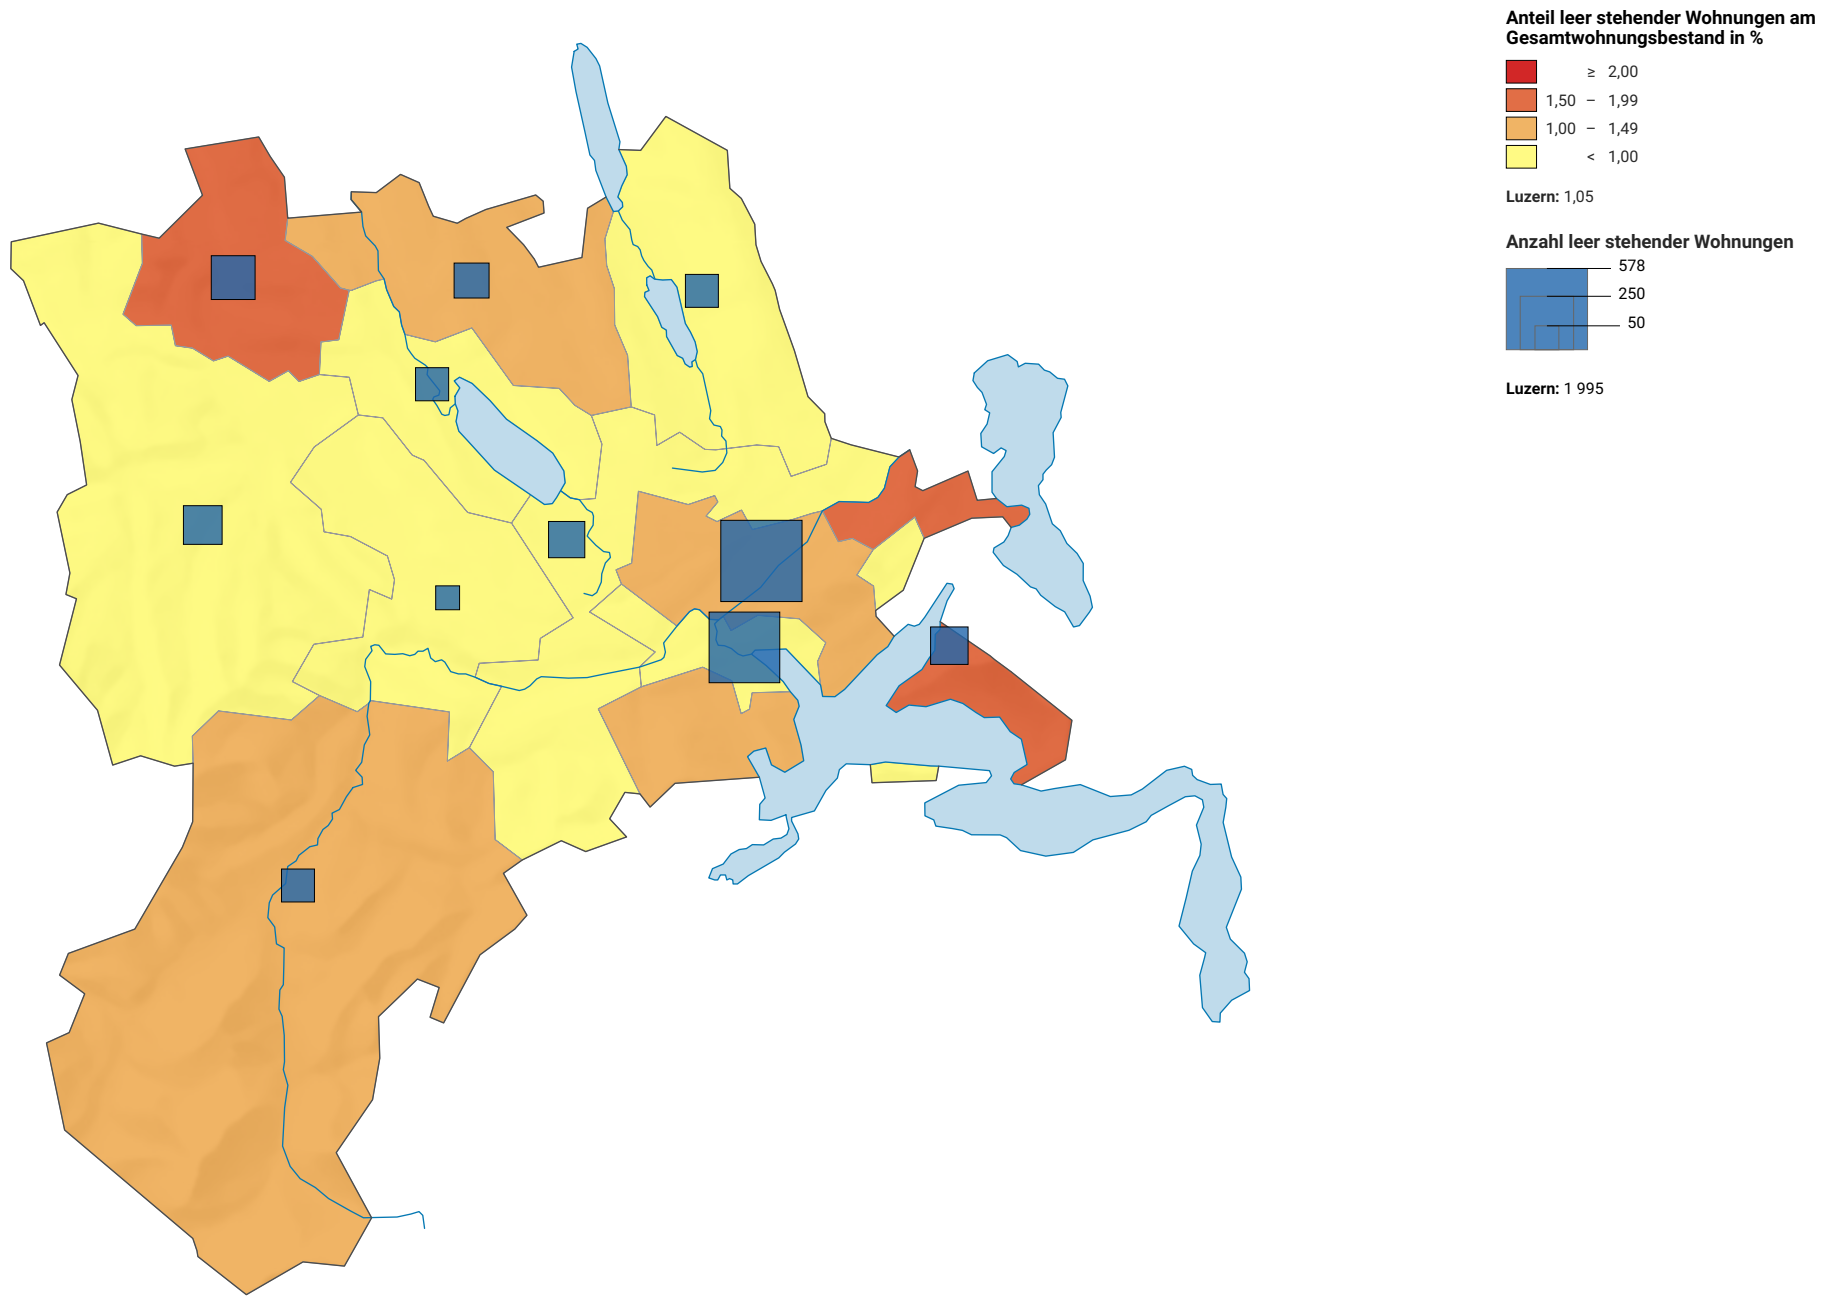 Anteil leer stehender Wohnungen am
Gesamtwohnungsbestand in %
≥ 2,00
1,50 – 1,99
1,00 – 1,49
< 1,00
Luzern: 1,05
Anzahl leer stehender Wohnungen
578
250
50
Luzern: 1 995